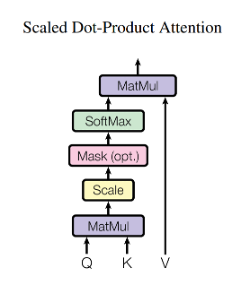 Scaled Dot-Product Attention
MatMul
SoftMax
Mask (opt.)
Scale
MatMul
Q K V